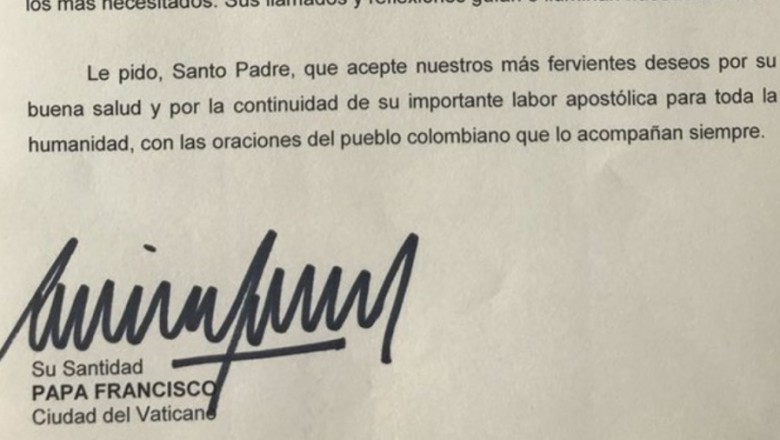 los más necesitados. Sus llamados y reflexiones guían
Le pido, Santo Padre, que acepte nuestros más fervientes deseos por su
buena salud y por la continuidad de su importante labor apostólica para toda la
humanidad, con las oraciones del pueblo colombiano que lo acompañan siempre.
Su Santidad
PAPA FRANCISCO
Ciudad del Vaticano